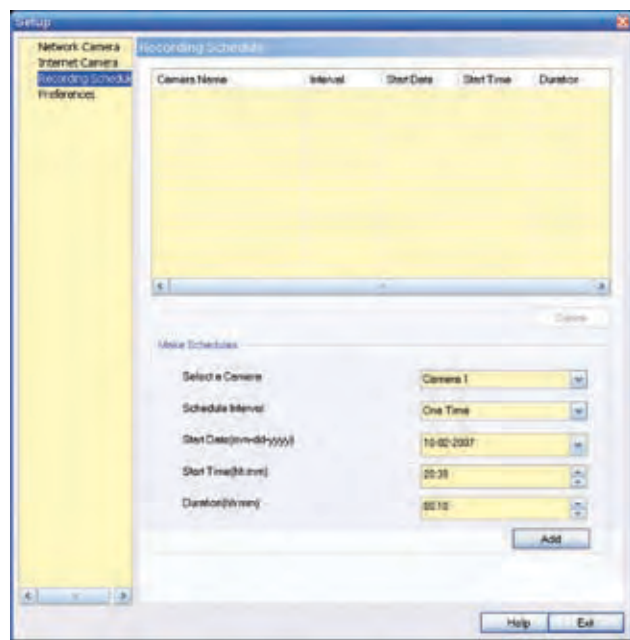 Setup
Network Camera
Internet Camera
Recording Schedul
Preferences
Recording Schedule
Camera Name Interval Start Date Start Time Duration
Delete
Make Schedules
Select a Camera Camera 1
Schedule Interval One Time
Start Date(mm-dd-yyyy) 10-02-2007
Start Time(hh:mm) 20:38
Duration(hh:mm) 00:10
Add
Help Exit